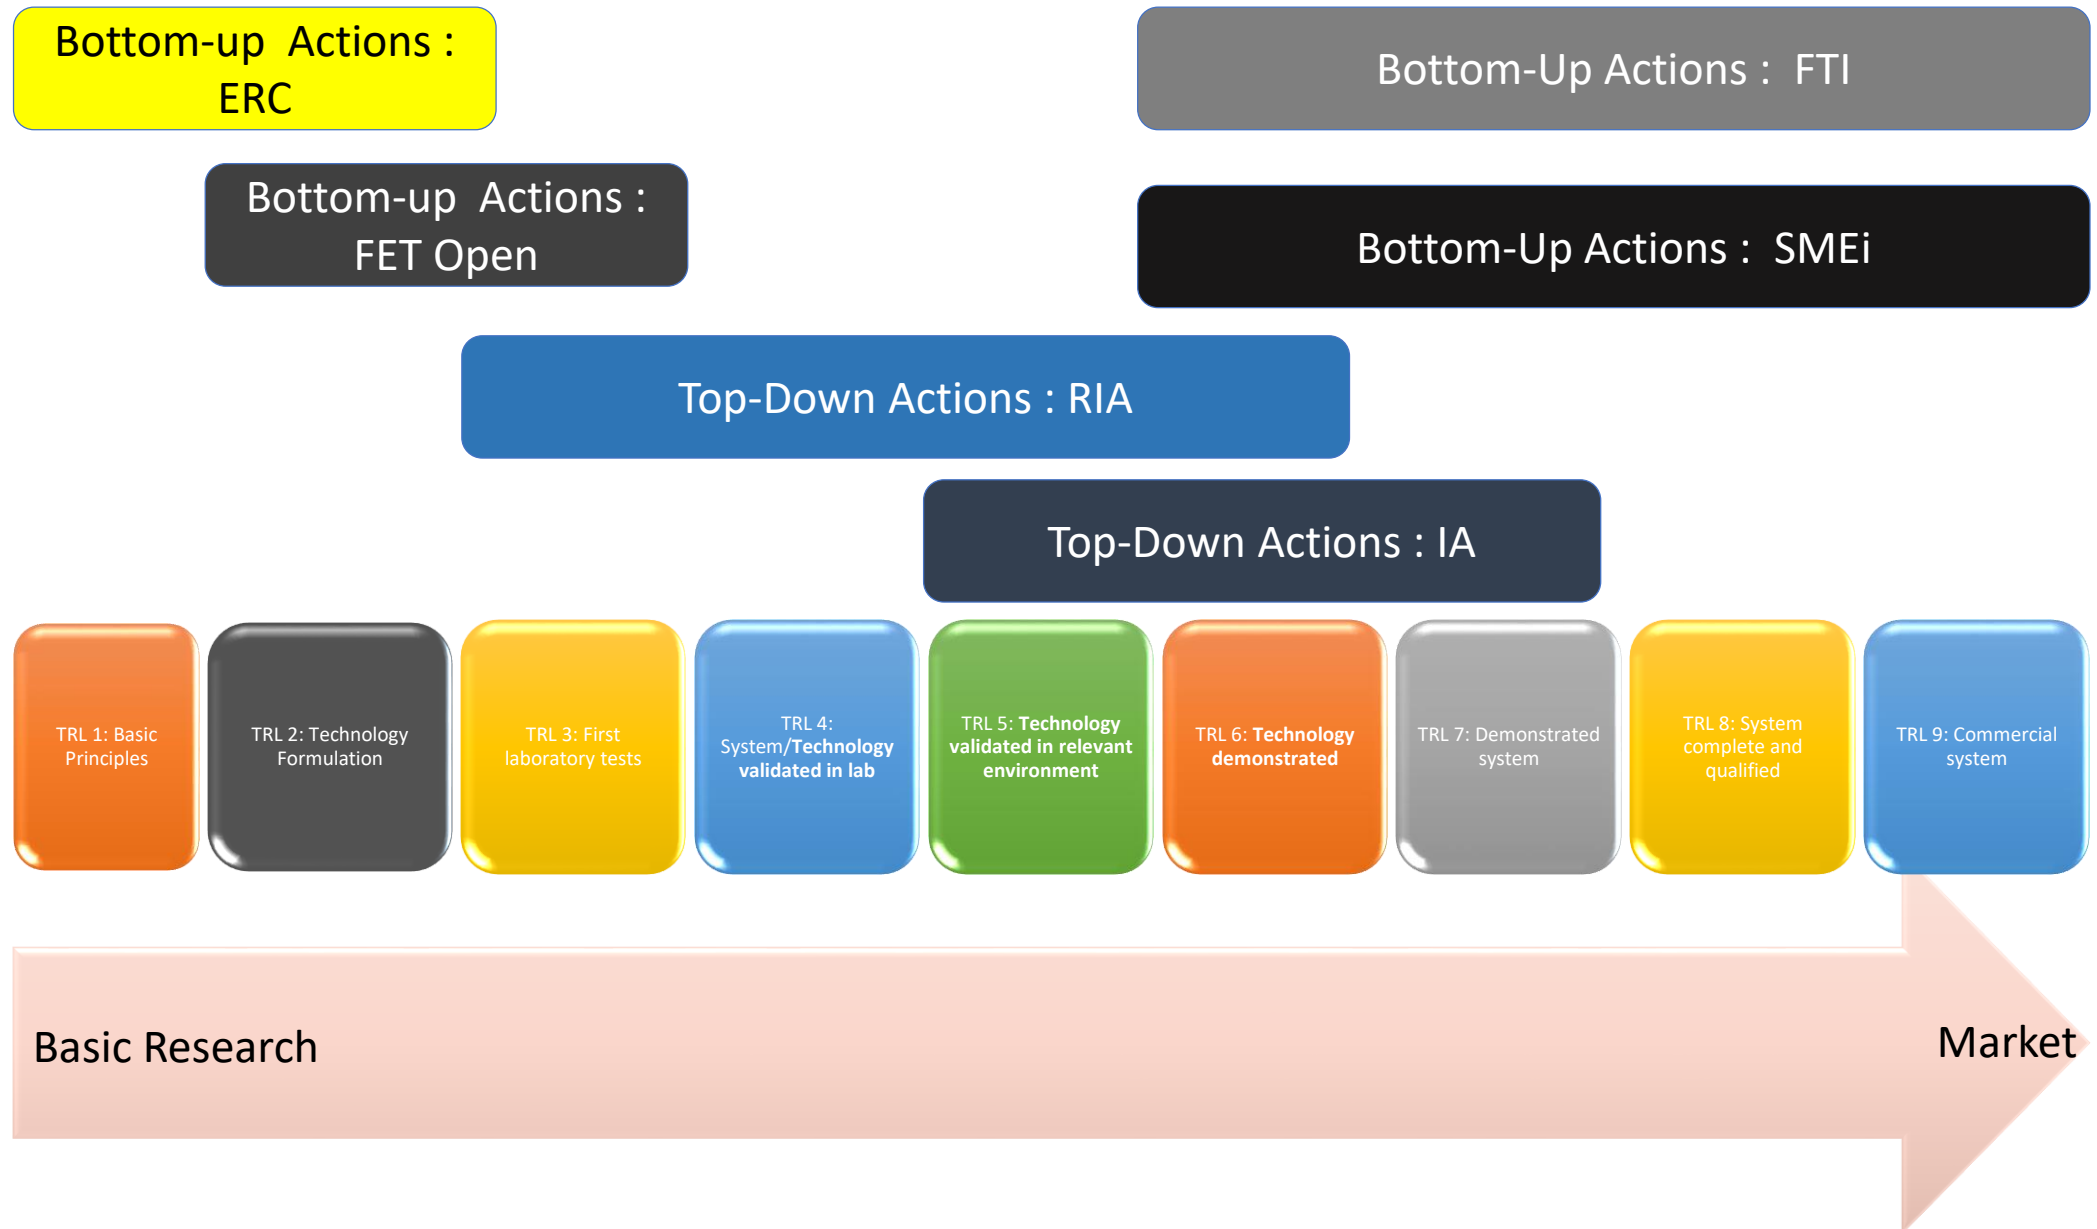 Bottom-up Actions :
ERC
Bottom-Up Actions : FTI
Bottom-up Actions :
FET Open
Bottom-Up Actions : SMEi
Top-Down Actions : RIA
Top-Down Actions : IA
TRL 1: Basic
Principles
TRL 2: Technology
Formulation
TRL 3: First
laboratory tests
TRL 4:
System/Technology
validated in lab
TRL 5: Technology
validated in relevant
environment
TRL 6: Technology
demonstrated
TRL 7: Demonstrated
system
TRL 8: System
complete and
qualified
TRL 9: Commercial
system
Basic Research
Market